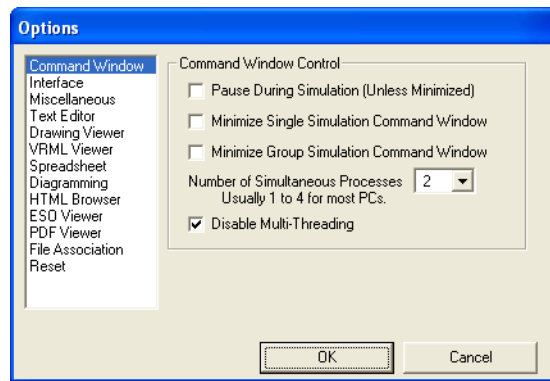 Options
Command Window
Interface
Miscellaneous
Text Editor
Drawing Viewer
VRML Viewer
Spreadsheet
Diagramming
HTML Browser
ESO Viewer
PDF Viewer
File Association
Reset
Command Window Control
Pause During Simulation (Unless Minimized)
Minimize Single Simulation Command Window
Minimize Group Simulation Command Window
Number of Simultaneous Processes 2
Usually 1 to 4 for most PCs.
Disable Multi-Threading
OK Cancel